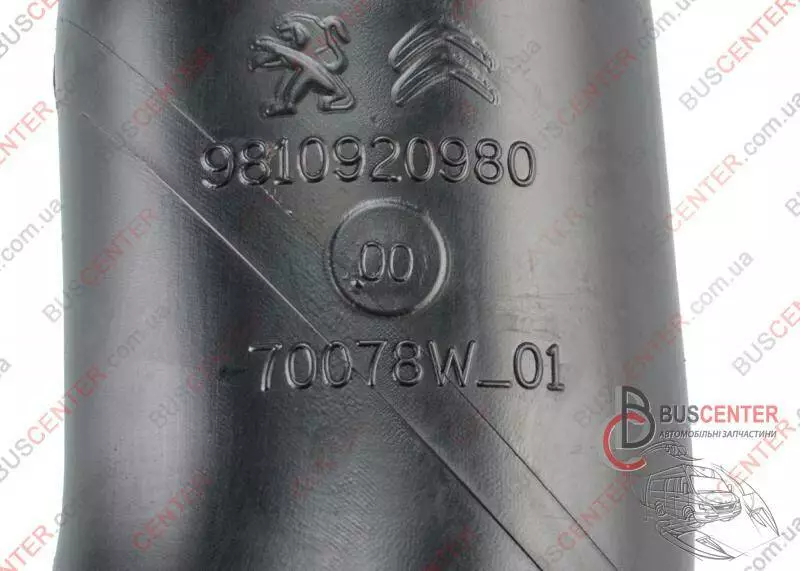 9810920980
00
70078W_01
BUSCENTER
АВТОМОБІЛЬНІ ЗАПЧАСТИНИ
BUSCENTER.com.ua